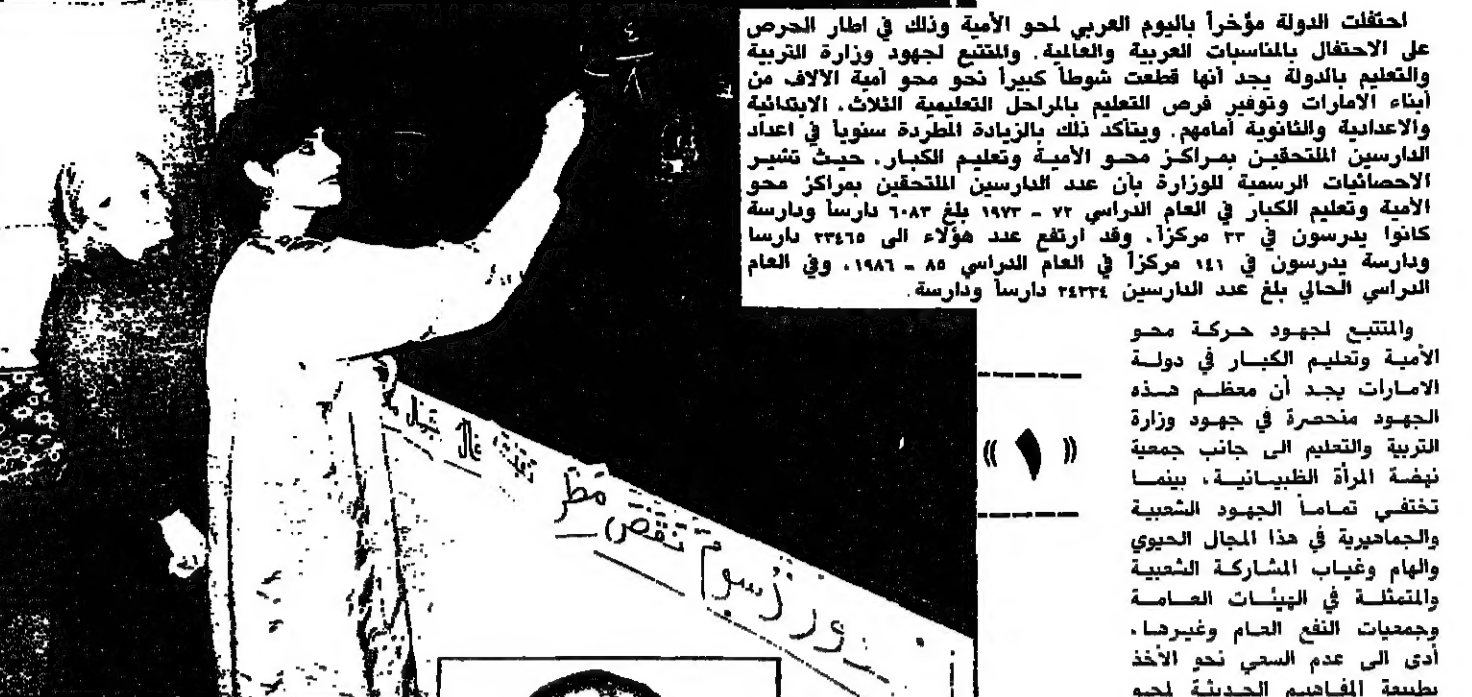 احتفلت الدولة مؤخراً باليوم العربي لمحو الأمية وذلك في اطار الحرص
على الاحتفال بالمناسبات العربية والعالمية. والمتتبع لجهود وزارة التربية
والتعليم بالدولة يجد أنها قطعت شوطاً كبيراً نحو محو أمية الآلاف من
أبناء الامارات وتوفير فرص التعليم بالمراحل التعليمية الثلاث، الابتدائية
والاعدادية والثانوية أمامهم. ويتأكد ذلك بالزيادة المطردة سنوياً في اعداد
الدارسين الملتحقين بمراكز محو الأمية وتعليم الكبار. حيث تشير
الاحصائيات الرسمية للوزارة بأن عدد الدارسين الملتحقين بمراكز محو
الأمية وتعليم الكبار في العام الدراسي ٧٢ - ١٩٧٣ بلغ ٦٠٨٣ دارساً ودارسة
كانوا يدرسون في ٣٣ مركزاً. وقد ارتفع عدد هؤلاء الى ٢٣٤٦٥ دارسا
ودارسة يدرسون في ١٤١ مركزاً في العام الدراسي ٨٥ - ١٩٨٦، وفي العام
الدراسي الحالي بلغ عدد الدارسين ٢٤٢٣٤ دارساً ودارسة.
والمتتبع لجهود حركة محو
الأمية وتعليم الكبار في دولة
الامارات يجد أن معظم هذه
الجهود منحصرة في جهود وزارة
التربية والتعليم الى جانب جمعية
نهضة المرأة الظبيانية، بينما
تختفي تماماً الجهود الشعبية
والجماهيرية في هذا المجال الحيوي
والهام وغياب المشاركة الشعبية
والمتمثلة في الهيئات العامة
وجمعيات النفع العام وغيرها.
أدى الى عدم السعي نحو الأخذ
بطبيعة المفاهيم الحديثة لمحو
« ١ »
رسوم نقص مطر